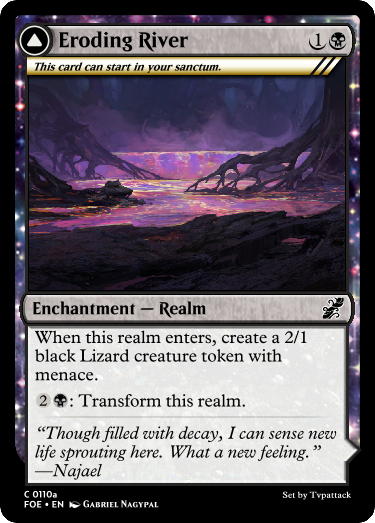 Eroding River 1
This card can start in your sanctum.
Enchantment — Realm
When this realm enters, create a 2/1
black Lizard creature token with
menace.
2 : Transform this realm.
“Though filled with decay, I can sense new
life sprouting here. What a new feeling.”
—Najael
C 0110a
FOE • EN Gabriel Nagypal
Set by Tvpattack